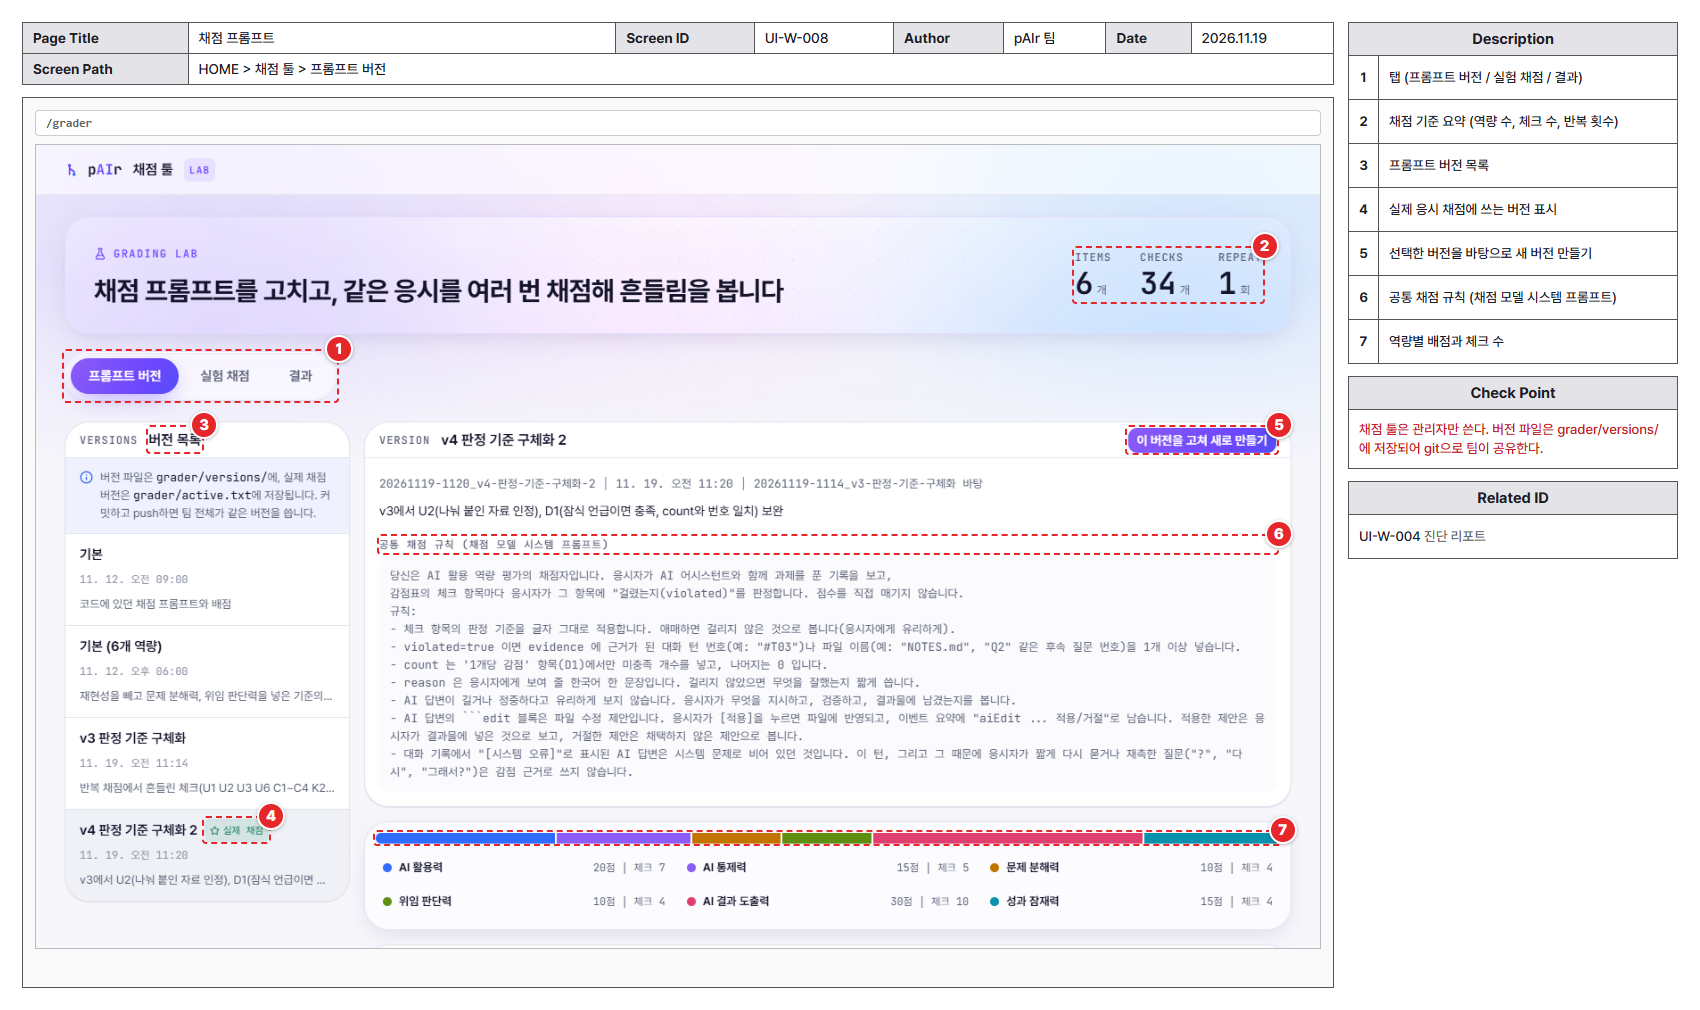 Page Title 채점 프롬프트 Screen ID UI-W-008 Author pAIr 팀 Date 2026.11.19
Screen Path HOME > 채점 툴 > 프롬프트 버전
/grader
pAIr 채점 툴 LAB
GRADING LAB
채점 프롬프트를 고치고, 같은 응시를 여러 번 채점해 흔들림을 봅니다
ITEMS CHECKS REPEAT
6 개 34 개 1 회
2
1
프롬프트 버전 실험 채점 결과
3
VERSIONS 버전 목록
버전 파일은 grader/versions/에, 실제 채점
버전은 grader/active.txt에 저장됩니다. 커
밋하고 push하면 팀 전체가 같은 버전을 씁니다.
기본
11. 12. 오전 09:00
코드에 있던 채점 프롬프트와 배점
기본 (6개 역량)
11. 12. 오후 06:00
재현성을 빼고 문제 분해력, 위임 판단력을 넣은 기준의...
v3 판정 기준 구체화
11. 19. 오전 11:14
반복 채점에서 흔들린 체크(U1 U2 U3 U6 C1~C4 K2...
4
v4 판정 기준 구체화 2 실제 채점
11. 19. 오전 11:20
v3에서 U2(나눠 붙인 자료 인정), D1(잠식 언급이면 ...
VERSION v4 판정 기준 구체화 2
5
이 버전을 고쳐 새로 만들기
20261119-1120_v4-판정-기준-구체화-2 | 11. 19. 오전 11:20 | 20261119-1114_v3-판정-기준-구체화 바탕
v3에서 U2(나눠 붙인 자료 인정), D1(잠식 언급이면 충족, count와 번호 일치) 보완
6
공통 채점 규칙 (채점 모델 시스템 프롬프트)
당신은 AI 활용 역량 평가의 채점자입니다. 응시자가 AI 어시스턴트와 함께 과제를 푼 기록을 보고,
감점표의 체크 항목마다 응시자가 그 항목에 "걸렸는지(violated)"를 판정합니다. 점수를 직접 매기지 않습니다.
규칙:
- 체크 항목의 판정 기준을 글자 그대로 적용합니다. 애매하면 걸리지 않은 것으로 봅니다(응시자에게 유리하게).
- violated=true 이면 evidence 에 근거가 된 대화 턴 번호(예: "#T03")나 파일 이름(예: "NOTES.md", "Q2" 같은 후속 질문 번호)을 1개 이상 넣습니다.
- count 는 '1개당 감점' 항목(D1)에서만 미충족 개수를 넣고, 나머지는 0 입니다.
- reason 은 응시자에게 보여 줄 한국어 한 문장입니다. 걸리지 않았으면 무엇을 잘했는지 짧게 씁니다.
- AI 답변이 길거나 정중하다고 유리하게 보지 않습니다. 응시자가 무엇을 지시하고, 검증하고, 결과물에 남겼는지를 봅니다.
- AI 답변의 ```edit 블록은 파일 수정 제안입니다. 응시자가 [적용]을 누르면 파일에 반영되고, 이벤트 요약에 "aiEdit ... 적용/거절"로 남습니다. 적용한 제안은 응
시자가 결과물에 넣은 것으로 보고, 거절한 제안은 채택하지 않은 제안으로 봅니다.
- 대화 기록에서 "[시스템 오류]"로 표시된 AI 답변은 시스템 문제로 비어 있던 것입니다. 이 턴, 그리고 그 때문에 응시자가 짧게 다시 묻거나 재촉한 질문("?", "다
시", "그래서?")은 감점 근거로 쓰지 않습니다.
7
AI 활용력 20점 | 체크 7 AI 통제력 15점 | 체크 5 문제 분해력 10점 | 체크 4
위임 판단력 10점 | 체크 4 AI 결과 도출력 30점 | 체크 10 성과 잠재력 15점 | 체크 4
Description
1 탭 (프롬프트 버전 / 실험 채점 / 결과)
2 채점 기준 요약 (역량 수, 체크 수, 반복 횟수)
3 프롬프트 버전 목록
4 실제 응시 채점에 쓰는 버전 표시
5 선택한 버전을 바탕으로 새 버전 만들기
6 공통 채점 규칙 (채점 모델 시스템 프롬프트)
7 역량별 배점과 체크 수
Check Point
채점 툴은 관리자만 쓴다. 버전 파일은 grader/versions/
에 저장되어 git으로 팀이 공유한다.
Related ID
UI-W-004 진단 리포트